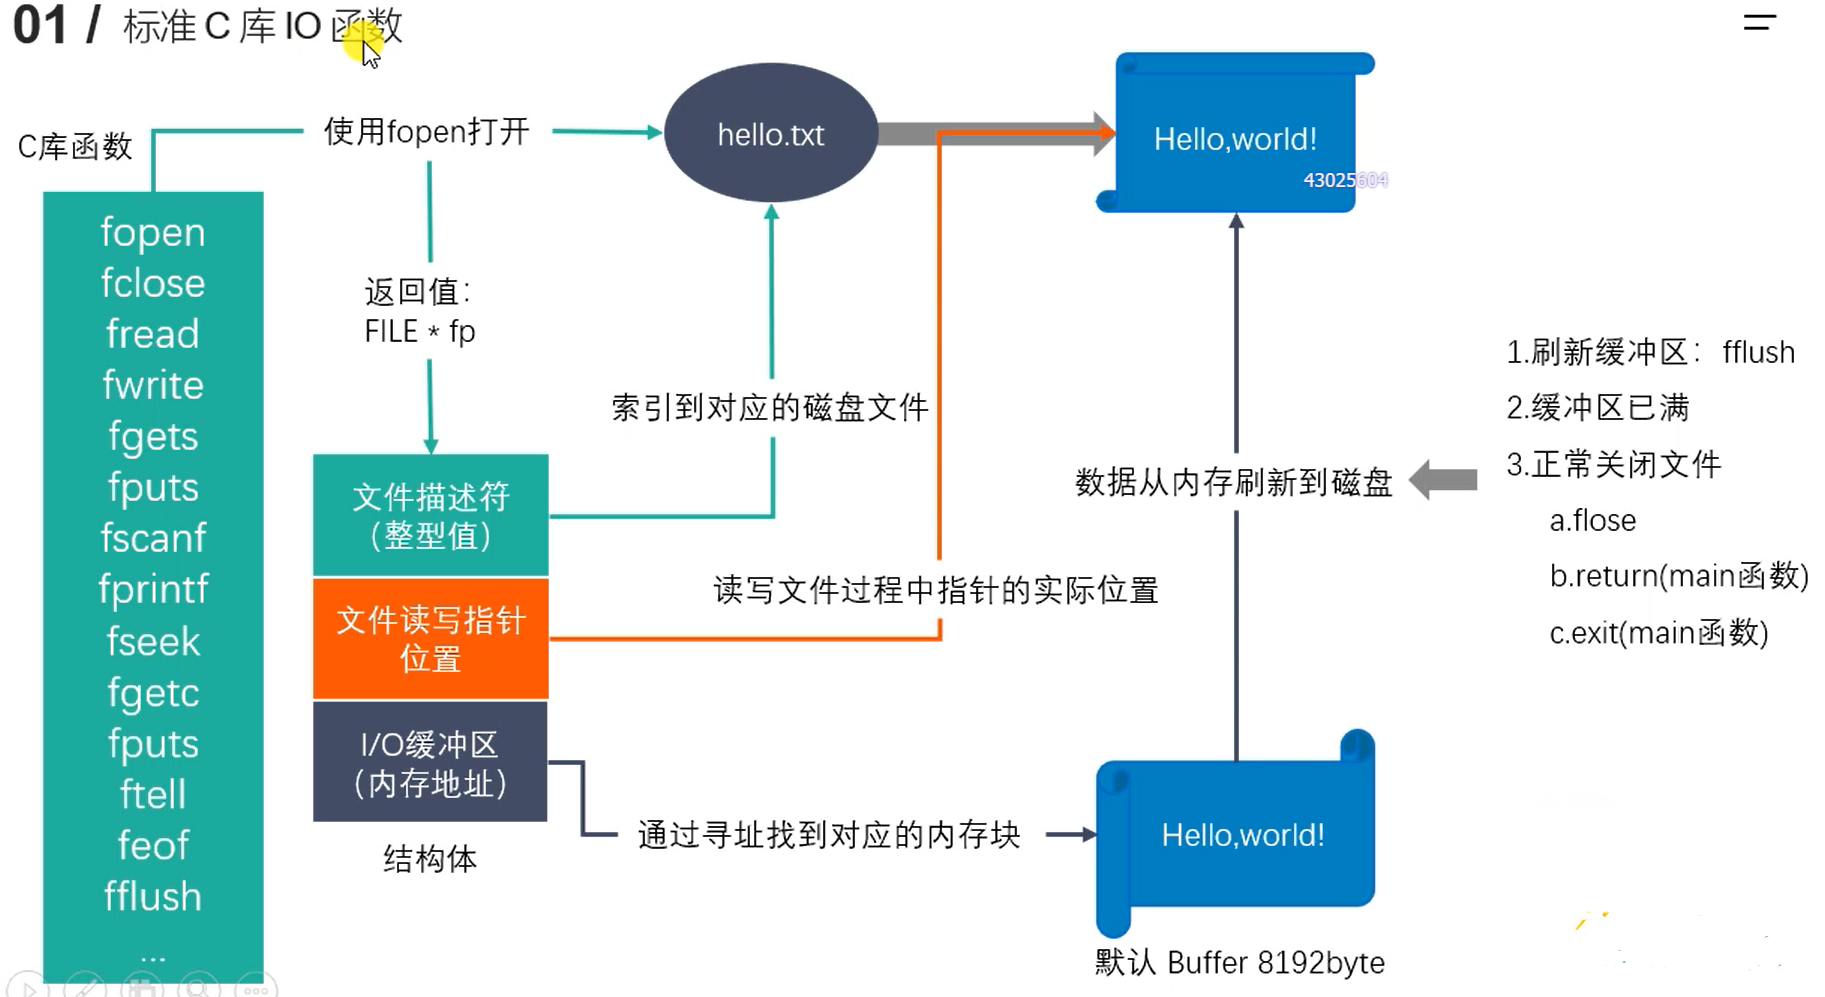 01 / 标准 C 库 IO 函数
C库函数
使用fopen打开
hello.txt
Hello,world!
43025604
fopen
fclose
fread
fwrite
fgets
fputs
fscanf
fprintf
fseek
fgetc
fputs
ftell
feof
fflush
...
返回值：
FILE * fp
文件描述符
（整型值）
文件读写指针
位置
I/O缓冲区
（内存地址）
结构体
索引到对应的磁盘文件
读写文件过程中指针的实际位置
通过寻址找到对应的内存块
数据从内存刷新到磁盘
Hello,world!
默认 Buffer 8192byte
1.刷新缓冲区：fflush
2.缓冲区已满
3.正常关闭文件
a.flose
b.return(main函数)
c.exit(main函数)